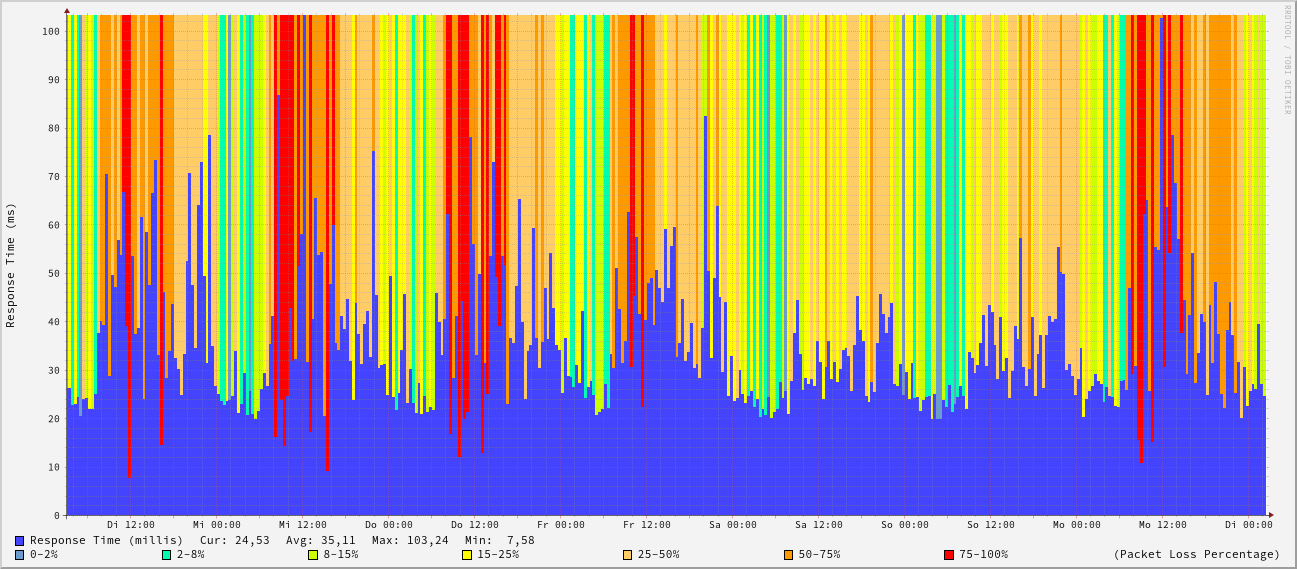 RRDTOOL / TOBI OETIKER
Response Time (ms)
100
90
80
70
60
50
40
30
20
10
0
Di 12:00 Mi 00:00 Mi 12:00 Do 00:00 Do 12:00 Fr 00:00 Fr 12:00 Sa 00:00 Sa 12:00 So 00:00 So 12:00 Mo 00:00 Mo 12:00 Di 00:00
Response Time (millis) Cur: 24,53 Avg: 35,11 Max: 103,24 Min: 7,58
0-2% 2-8% 8-15% 15-25% 25-50% 50-75% 75-100% (Packet Loss Percentage)